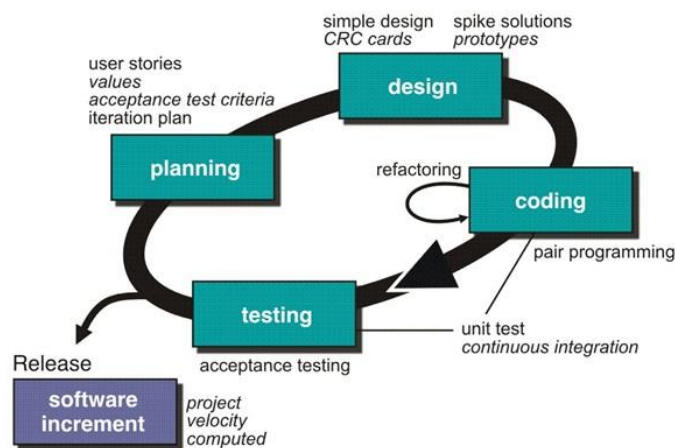 simple design
CRC cards
spike solutions
prototypes
design
user stories
values
acceptance test criteria
iteration plan
planning
refactoring
coding
pair programming
testing
acceptance testing
unit test
continuous integration
Release
software
increment
project
velocity
computed